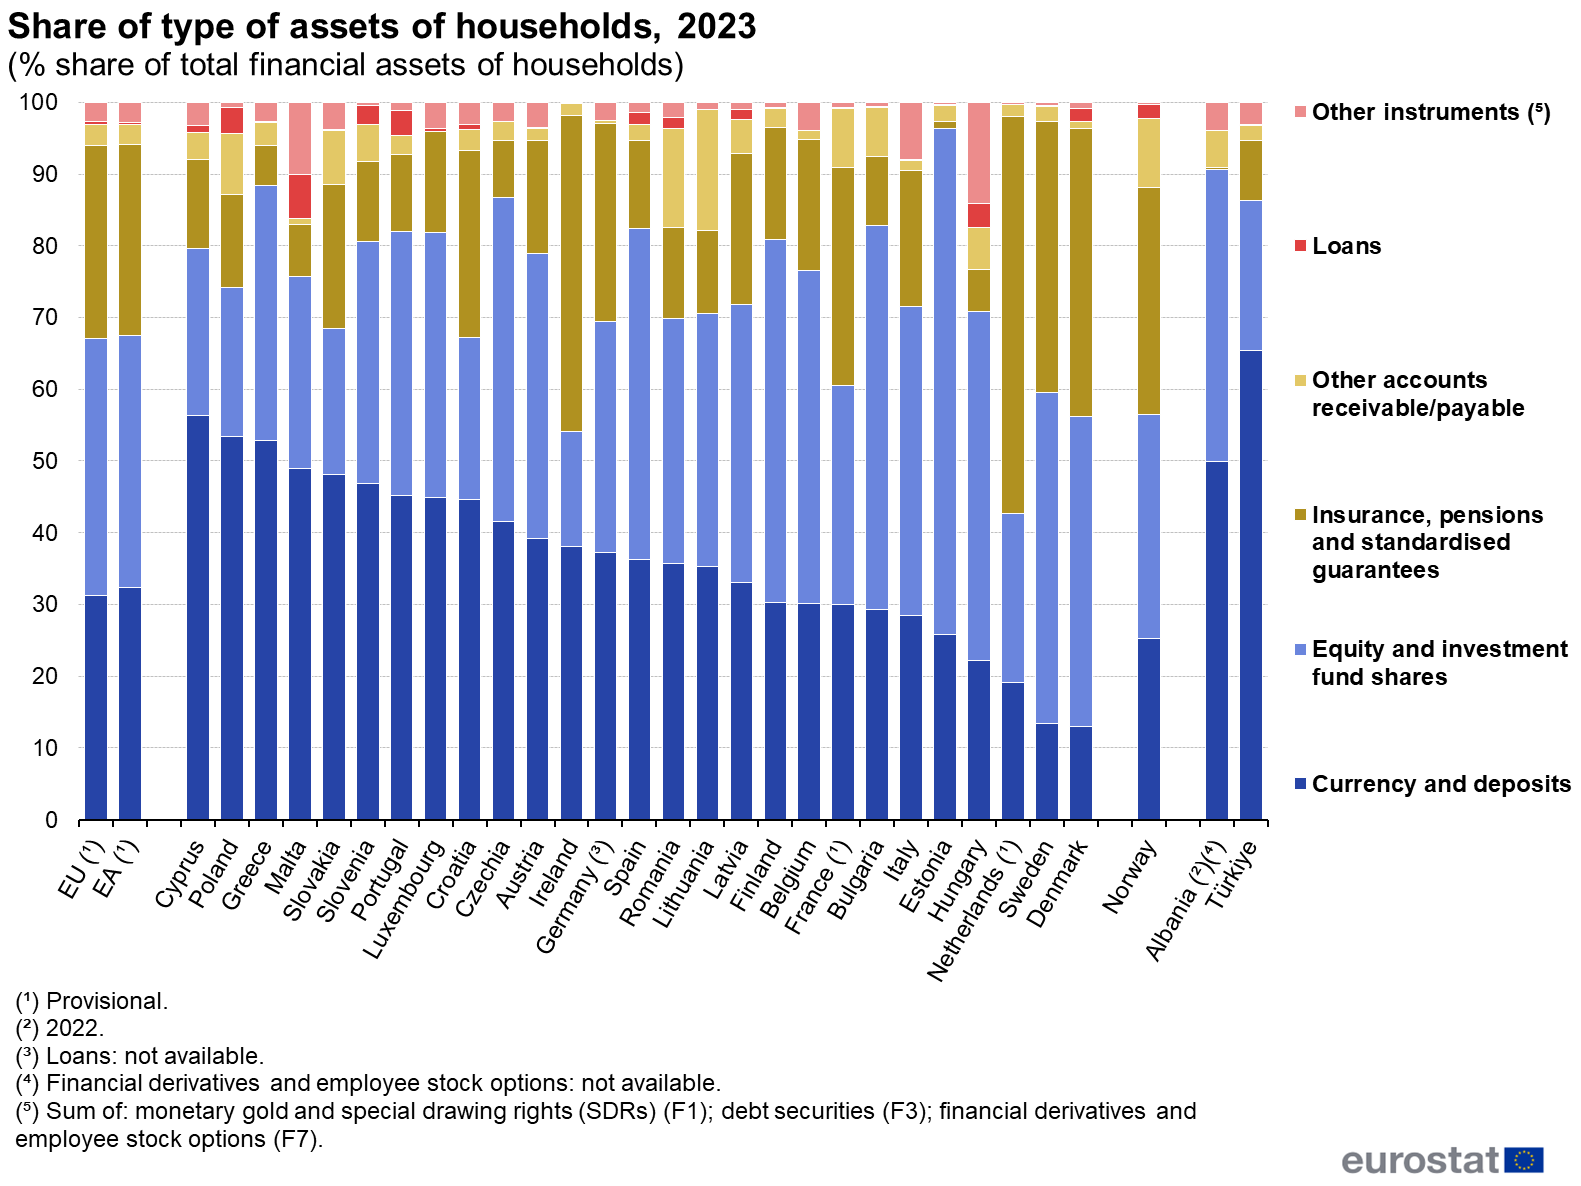 Share of type of assets of households, 2023
(% share of total financial assets of households)
100
90
80
70
60
50
40
30
20
10
0
EU (¹)
EA (¹)
Cyprus
Poland
Greece
Malta
Slovakia
Slovenia
Portugal
Luxembourg
Croatia
Czechia
Austria
Ireland
Germany (³)
Spain
Romania
Lithuania
Latvia
Finland
Belgium
France (¹)
Bulgaria
Italy
Estonia
Hungary
Netherlands (¹)
Sweden
Denmark
Norway
Albania (²)(⁴)
Türkiye
Other instruments (⁵)
Loans
Other accounts
receivable/payable
Insurance, pensions
and standardised
guarantees
Equity and investment
fund shares
Currency and deposits
(¹) Provisional.
(²) 2022.
(³) Loans: not available.
(⁴) Financial derivatives and employee stock options: not available.
(⁵) Sum of: monetary gold and special drawing rights (SDRs) (F1); debt securities (F3); financial derivatives and
employee stock options (F7).
eurostat